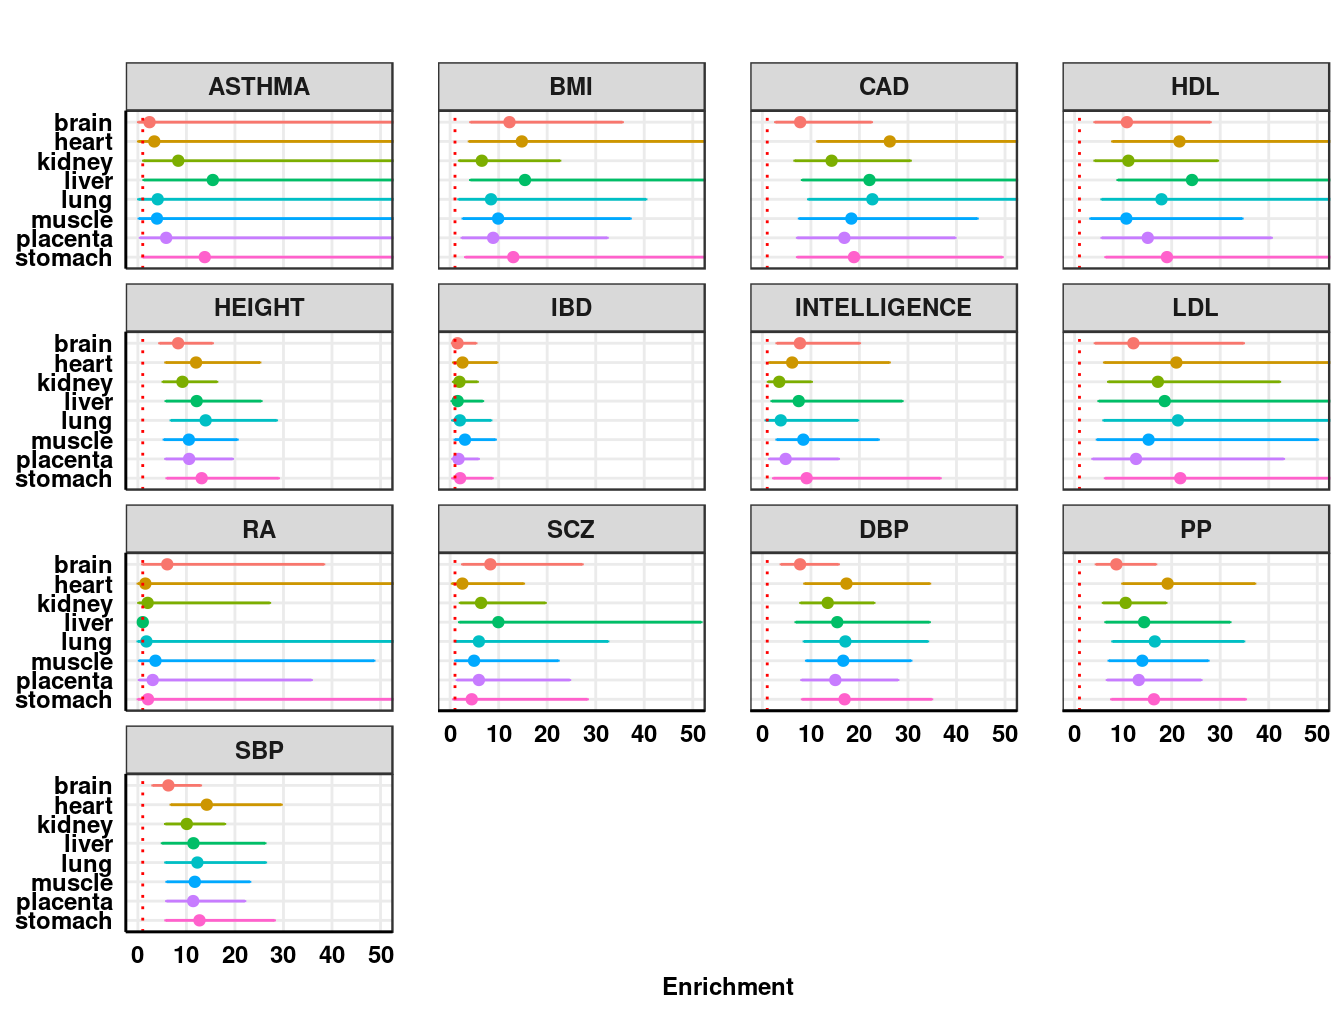 ASTHMA BMI CAD HDL
brain
heart
kidney
liver
lung
muscle
placenta
stomach
HEIGHT IBD INTELLIGENCE LDL
brain
heart
kidney
liver
lung
muscle
placenta
stomach
RA SCZ DBP PP
brain
heart
kidney
liver
lung
muscle
placenta
stomach
0 10 20 30 40 50 0 10 20 30 40 50 0 10 20 30 40 50
SBP
brain
heart
kidney
liver
lung
muscle
placenta
stomach
0 10 20 30 40 50
Enrichment